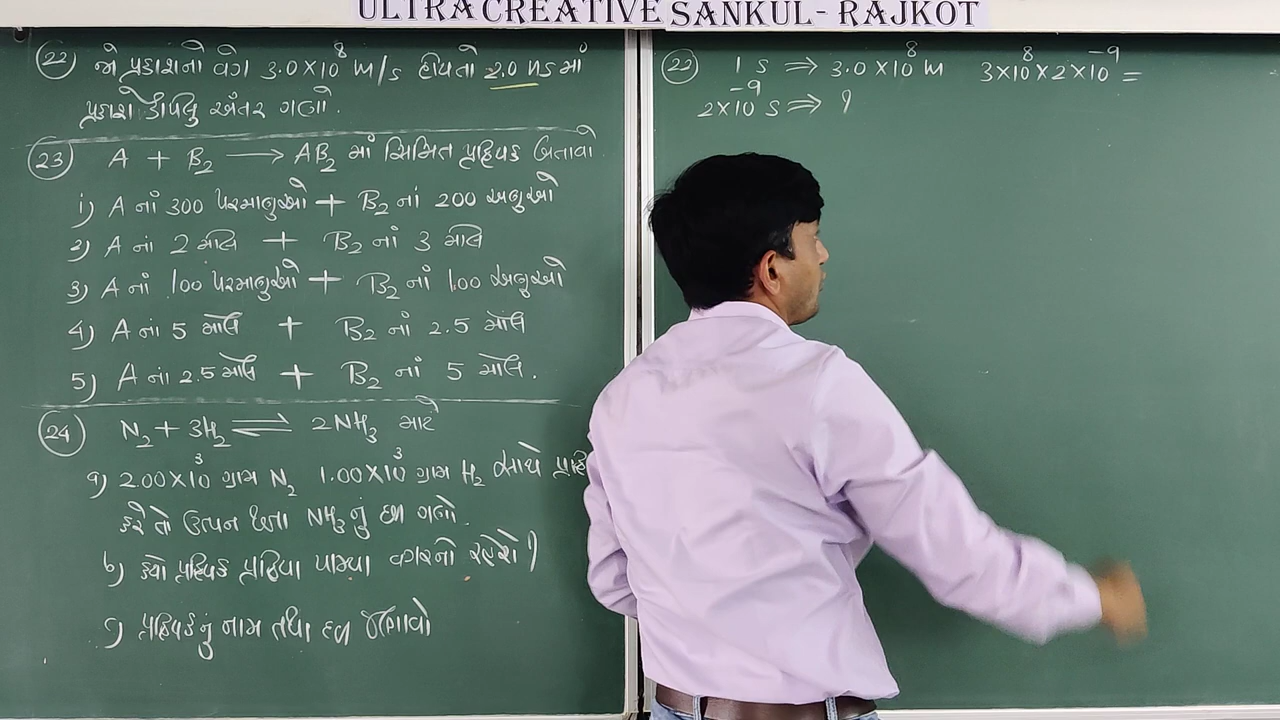 ULTRA CREATIVE SANKUL - RAJKOT
(22) જો પ્રકાશનો વેગ 3.0×10⁸ m/s હોય તો 2.0 ns માં
પ્રકાશે કાપેલુ અંતર ગણો.
(23) A + B₂ ⟶ AB₂ માં સિમિત પ્રક્રિયક બતાવો
1) A નાં 300 પરમાણુઓ + B₂ નાં 200 અણુઓ
2) A નાં 2 મોલ + B₂ નાં 3 મોલ
3) A નાં 100 પરમાણુઓ + B₂ નાં 100 અણુઓ
4) A નાં 5 મોલ + B₂ નાં 2.5 મોલ
5) A નાં 2.5 મોલ + B₂ નાં 5 મોલ.
(24) N₂ + 3H₂ ⇌ 2NH₃ માટે
a) 2.00×10³ ગ્રામ N₂ 1.00×10³ ગ્રામ H₂ સાથે પ્રક્રિ
કરે તો ઉત્પન થતા NH₃ નું દળ ગણો.
b) કયો પ્રક્રિયક પ્રક્રિયા પામ્યા વગરનો રહેશે?
c) પ્રક્રિયકનું નામ તથા દળ જણાવો
(22) 1 s ⇒ 3.0×10⁸ m 3×10⁸×2×10⁻⁹ =
2×10⁻⁹ s ⇒ ?